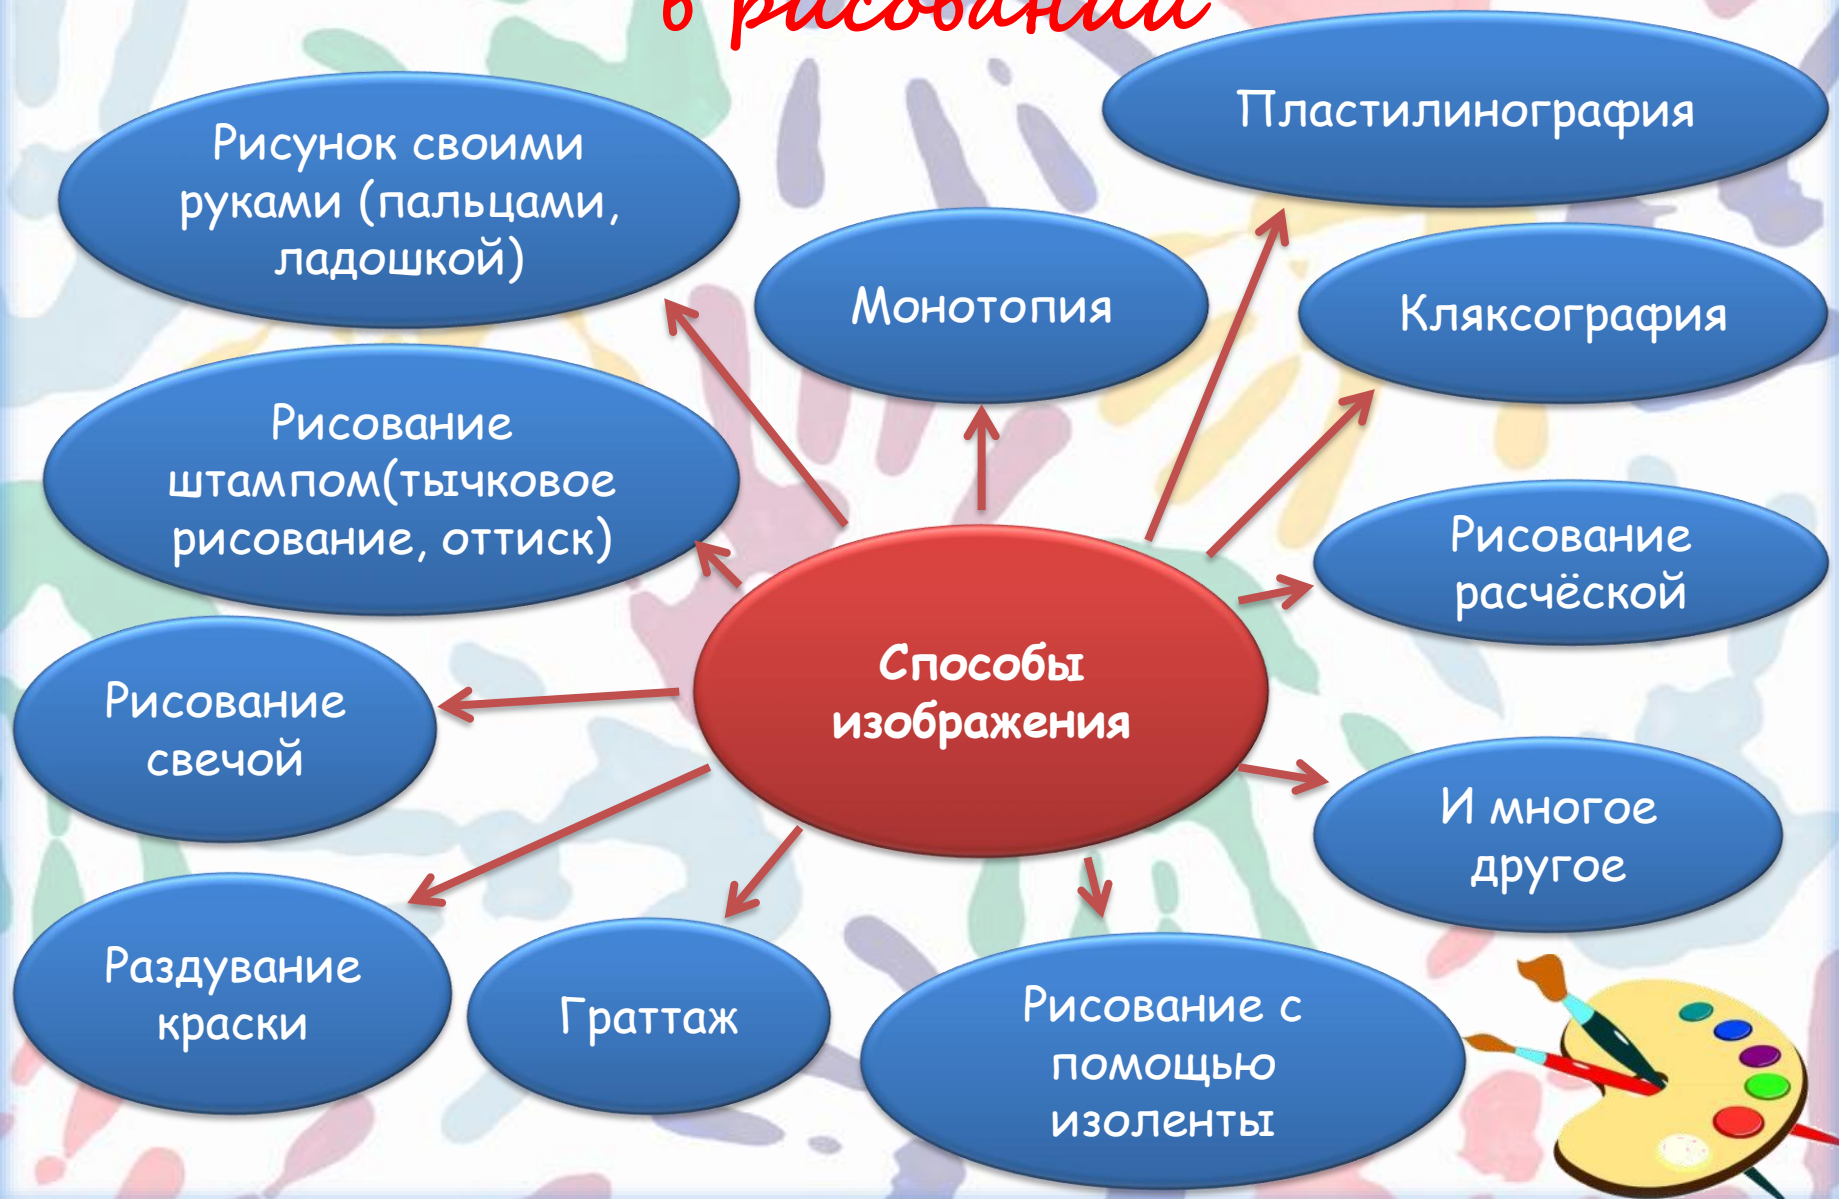 в рисовании
Рисунок своими
руками (пальцами,
ладошкой)
Монотопия
Пластилинография
Кляксография
Рисование
штампом(тычковое
рисование, оттиск)
Рисование
расчёской
Способы
изображения
Рисование
свечой
И многое
другое
Раздувание
краски
Граттаж
Рисование с
помощью
изоленты